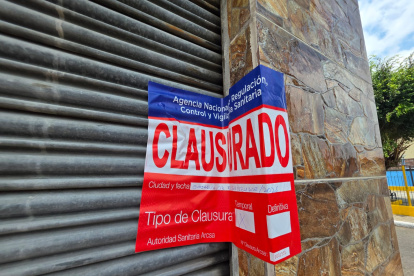 Agencia Nacional de Regulación
Control y Vigilancia Sanitaria
CLAUSURADO
Ciudad y fecha
Tipo de Clausura
Temporal
Definitiva
Autoridad Sanitaria Arcsa